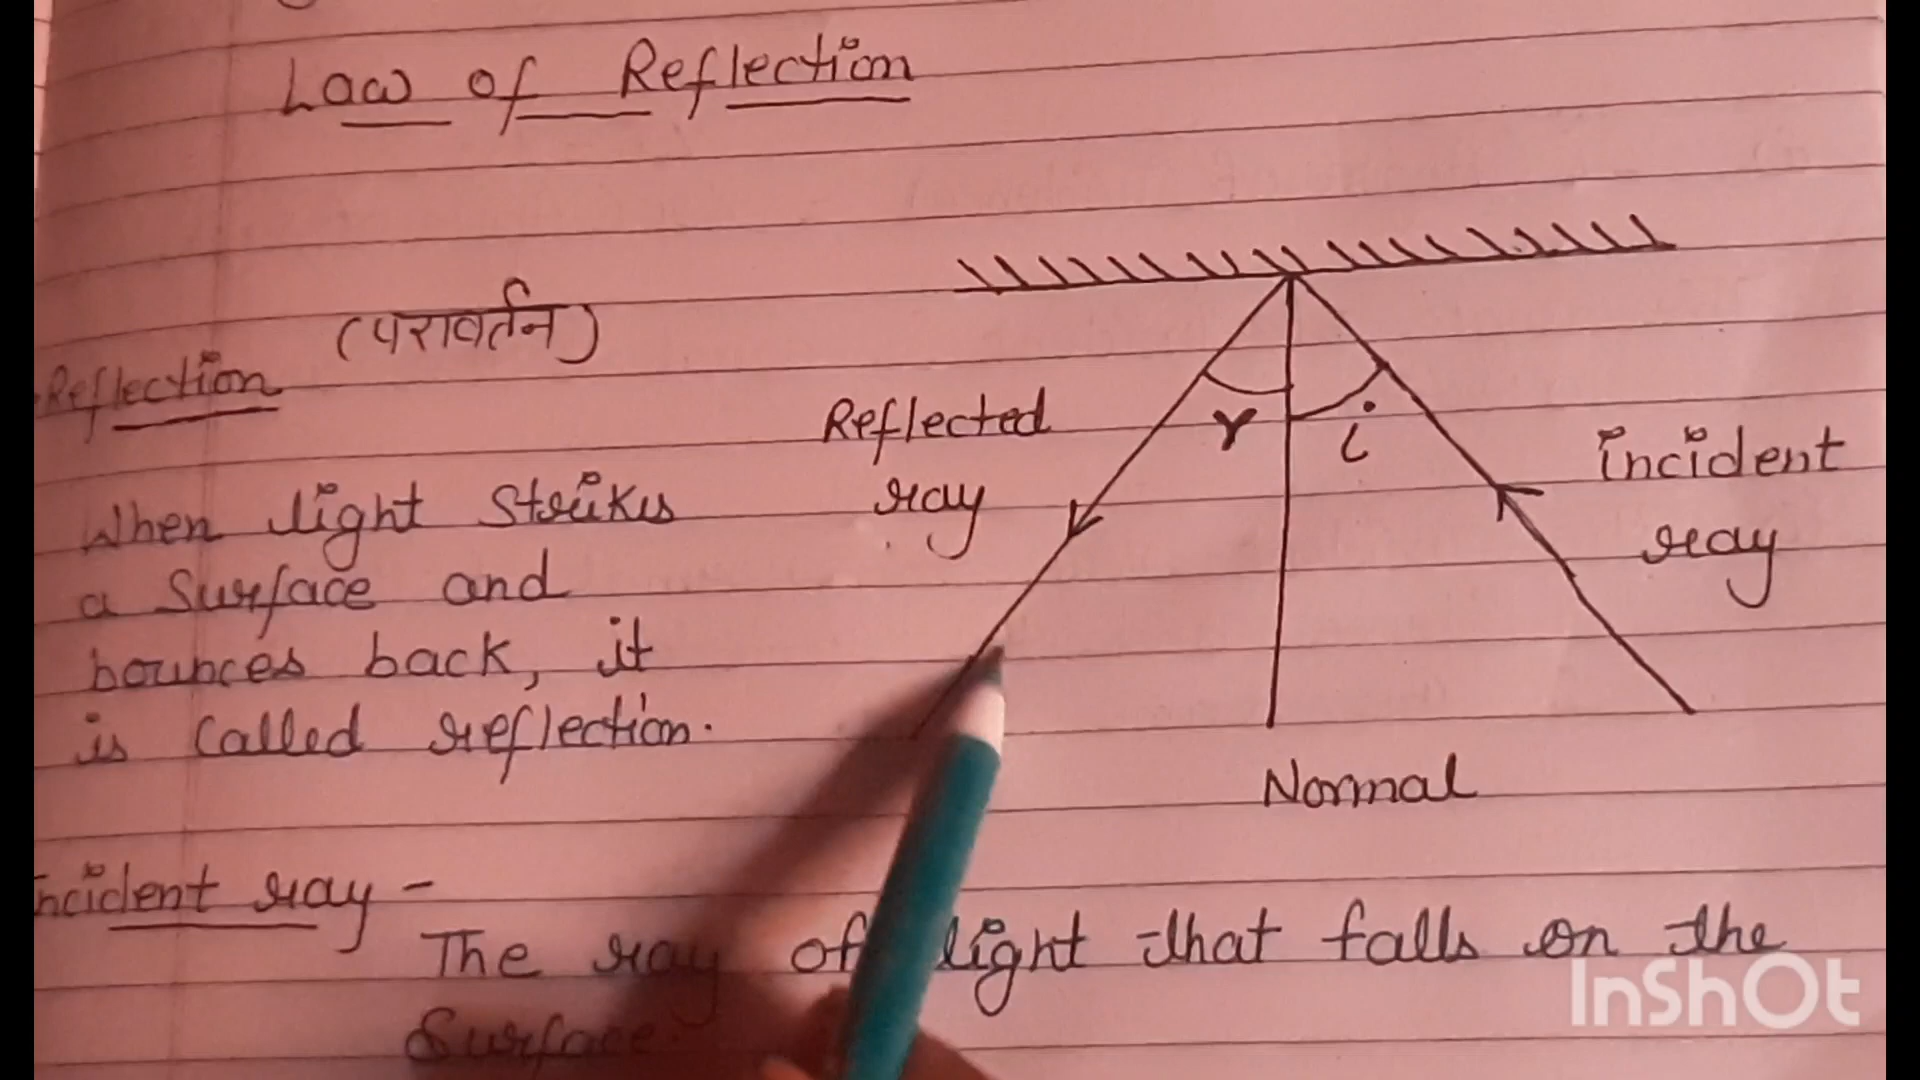 Law of Reflection
(परावर्तन)
Reflection
When light strikes
a surface and
bounces back, it
is called reflection.
Reflected
ray
r
i
incident
ray
Normal
Incident ray -
The ray of light that falls on the
Surface.
InShOt